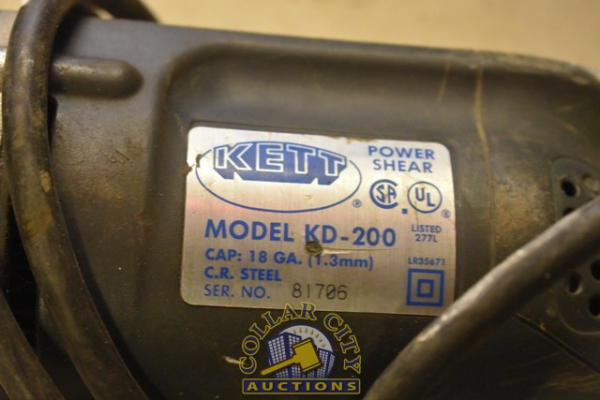 KETT
®
POWER
SHEAR
SA ®
UL ®
LISTED
277L
MODEL KD-200
CAP: 18 GA. (1.3mm)
LR35671
C.R. STEEL
SER. NO. 81706
COLLAR CITY
AUCTIONS